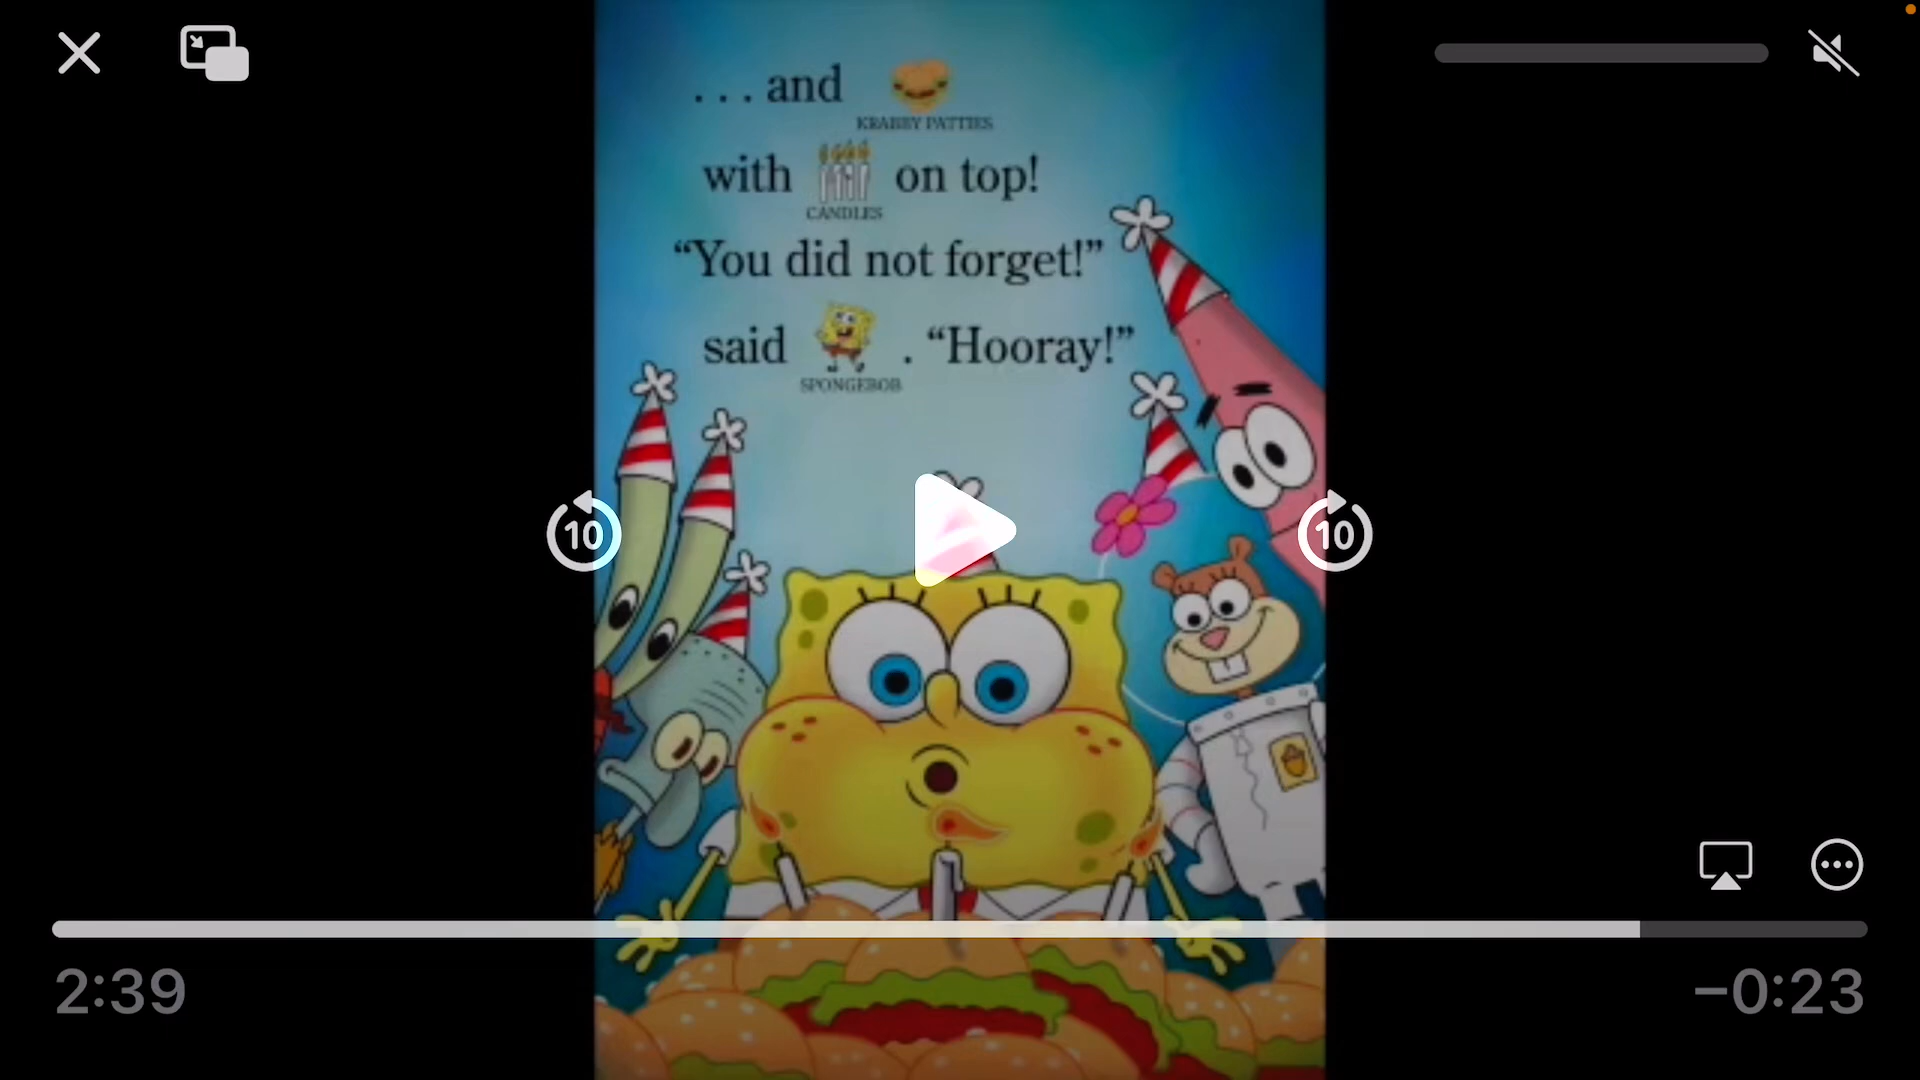 . . . and
KRABBY PATTIES
with on top!
CANDLES
“You did not forget!”
said . “Hooray!”
SPONGEBOB
10
10
2:39
−0:23